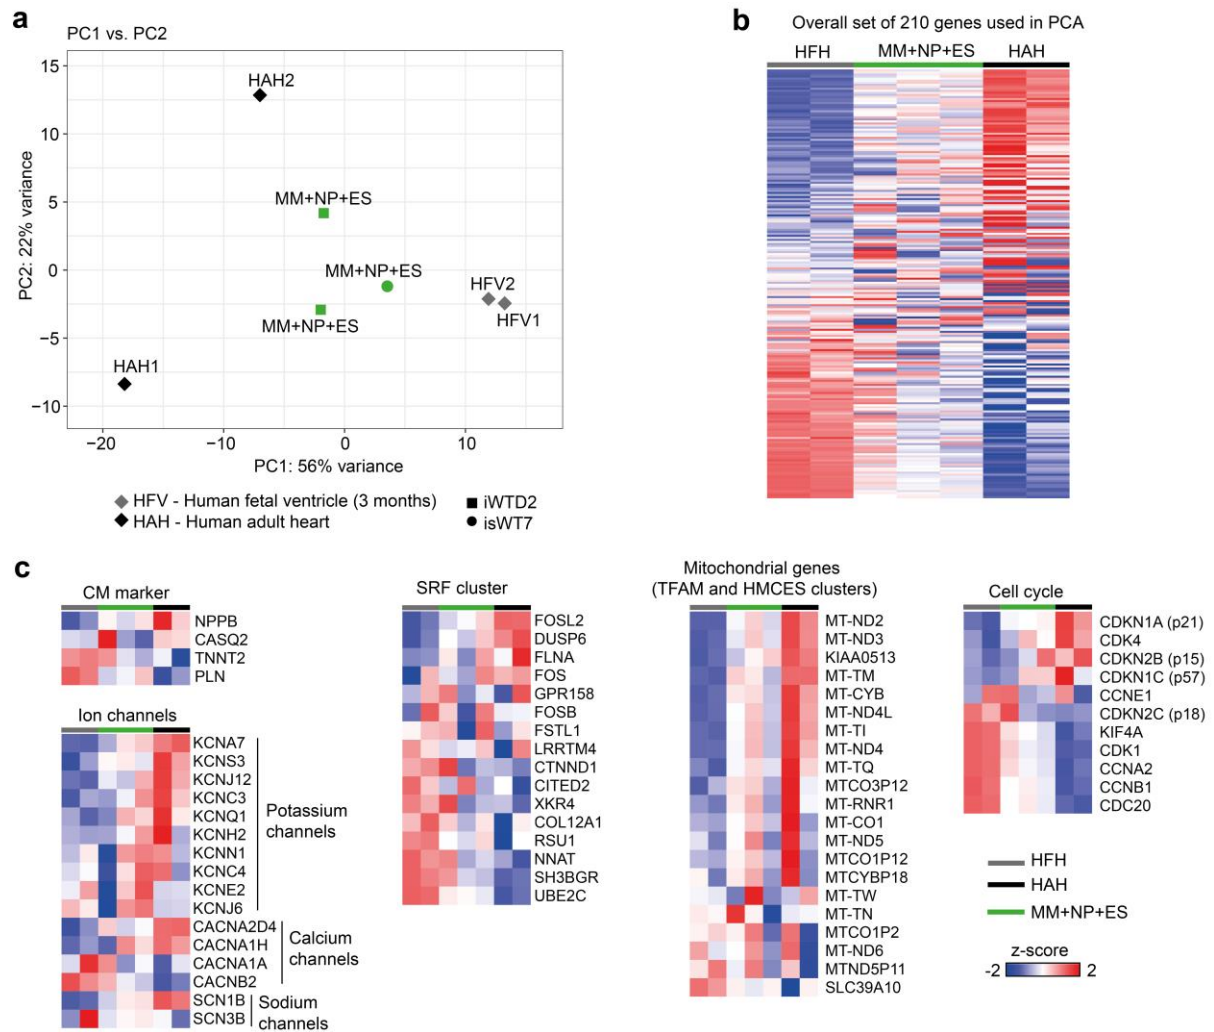 a
PC1 vs. PC2
15
10
5
0
−5
−10
PC2: 22% variance
HAH2
MM+NP+ES
MM+NP+ES
HFV2
HFV1
MM+NP+ES
HAH1
−20
−10
0
10
PC1: 56% variance
HFV - Human fetal ventricle (3 months)
HAH - Human adult heart
iWTD2
isWT7
b
Overall set of 210 genes used in PCA
HFH
MM+NP+ES
HAH
c
CM marker
NPPB
CASQ2
TNNT2
PLN
Ion channels
KCNA7
KCNS3
KCNJ12
KCNC3
KCNQ1
KCNH2
KCNN1
KCNC4
KCNE2
KCNJ6
Potassium
channels
CACNA2D4
CACNA1H
CACNA1A
CACNB2
Calcium
channels
SCN1B
SCN3B
Sodium
channels
SRF cluster
FOSL2
DUSP6
FLNA
FOS
GPR158
FOSB
FSTL1
LRRTM4
CTNND1
CITED2
XKR4
COL12A1
RSU1
NNAT
SH3BGR
UBE2C
Mitochondrial genes
(TFAM and HMCES clusters)
MT-ND2
MT-ND3
KIAA0513
MT-TM
MT-CYB
MT-ND4L
MT-TI
MT-ND4
MT-TQ
MTCO3P12
MT-RNR1
MT-CO1
MT-ND5
MTCO1P12
MTCYBP18
MT-TW
MT-TN
MTCO1P2
MT-ND6
MTND5P11
SLC39A10
Cell cycle
CDKN1A (p21)
CDK4
CDKN2B (p15)
CDKN1C (p57)
CCNE1
CDKN2C (p18)
KIF4A
CDK1
CCNA2
CCNB1
CDC20
HFH
HAH
MM+NP+ES
z-score
-2 2